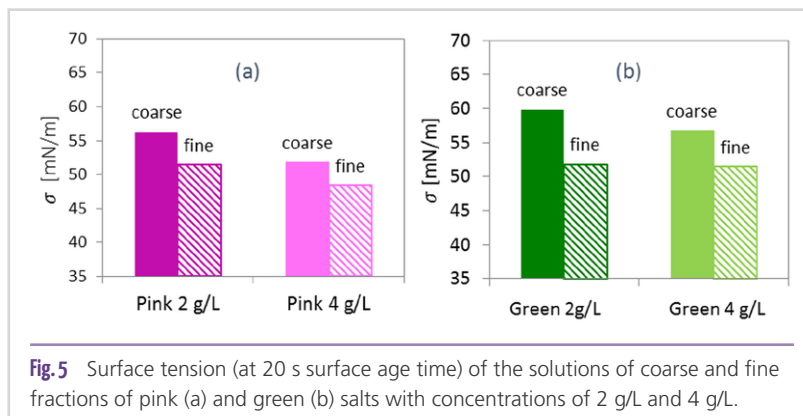 (a)
70
65
60
55
50
45
40
35
σ [mN/m]
coarse
fine
coarse
fine
Pink 2 g/L
Pink 4 g/L
(b)
70
65
60
55
50
45
40
35
σ [mN/m]
coarse
fine
coarse
fine
Green 2g/L
Green 4 g/L
Fig. 5 Surface tension (at 20 s surface age time) of the solutions of coarse and fine
fractions of pink (a) and green (b) salts with concentrations of 2 g/L and 4 g/L.